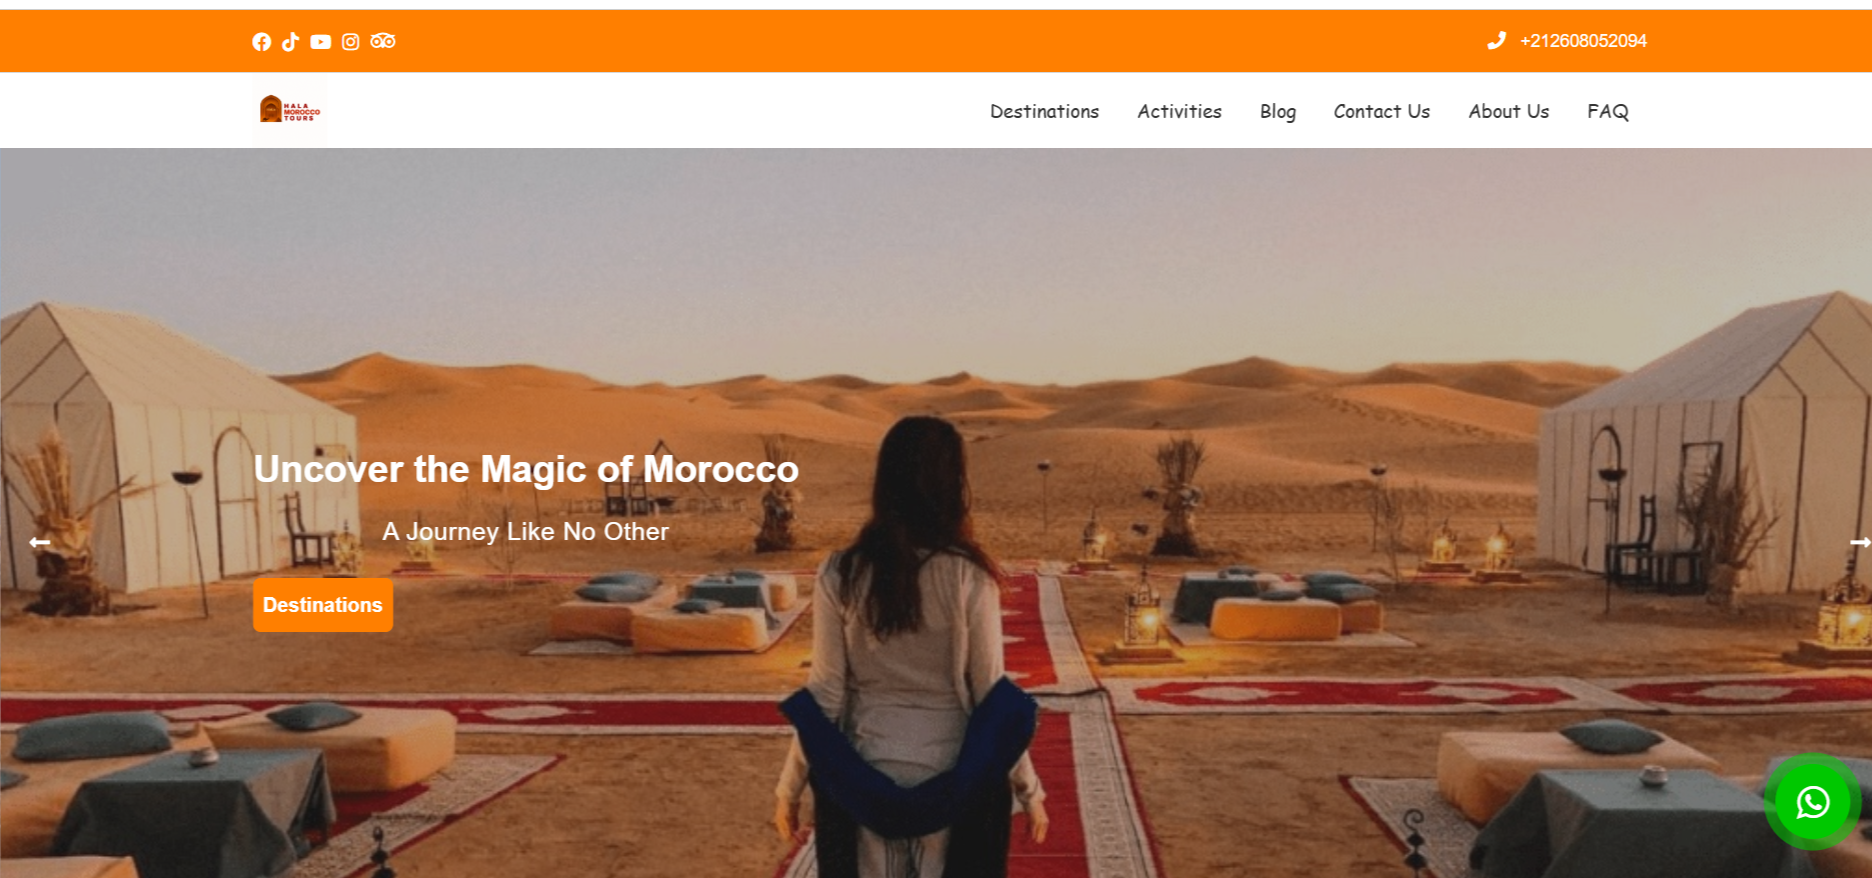 +212608052094
HALA
MOROCCO
TOURS
Destinations
Activities
Blog
Contact Us
About Us
FAQ
Uncover the Magic of Morocco
A Journey Like No Other
Destinations